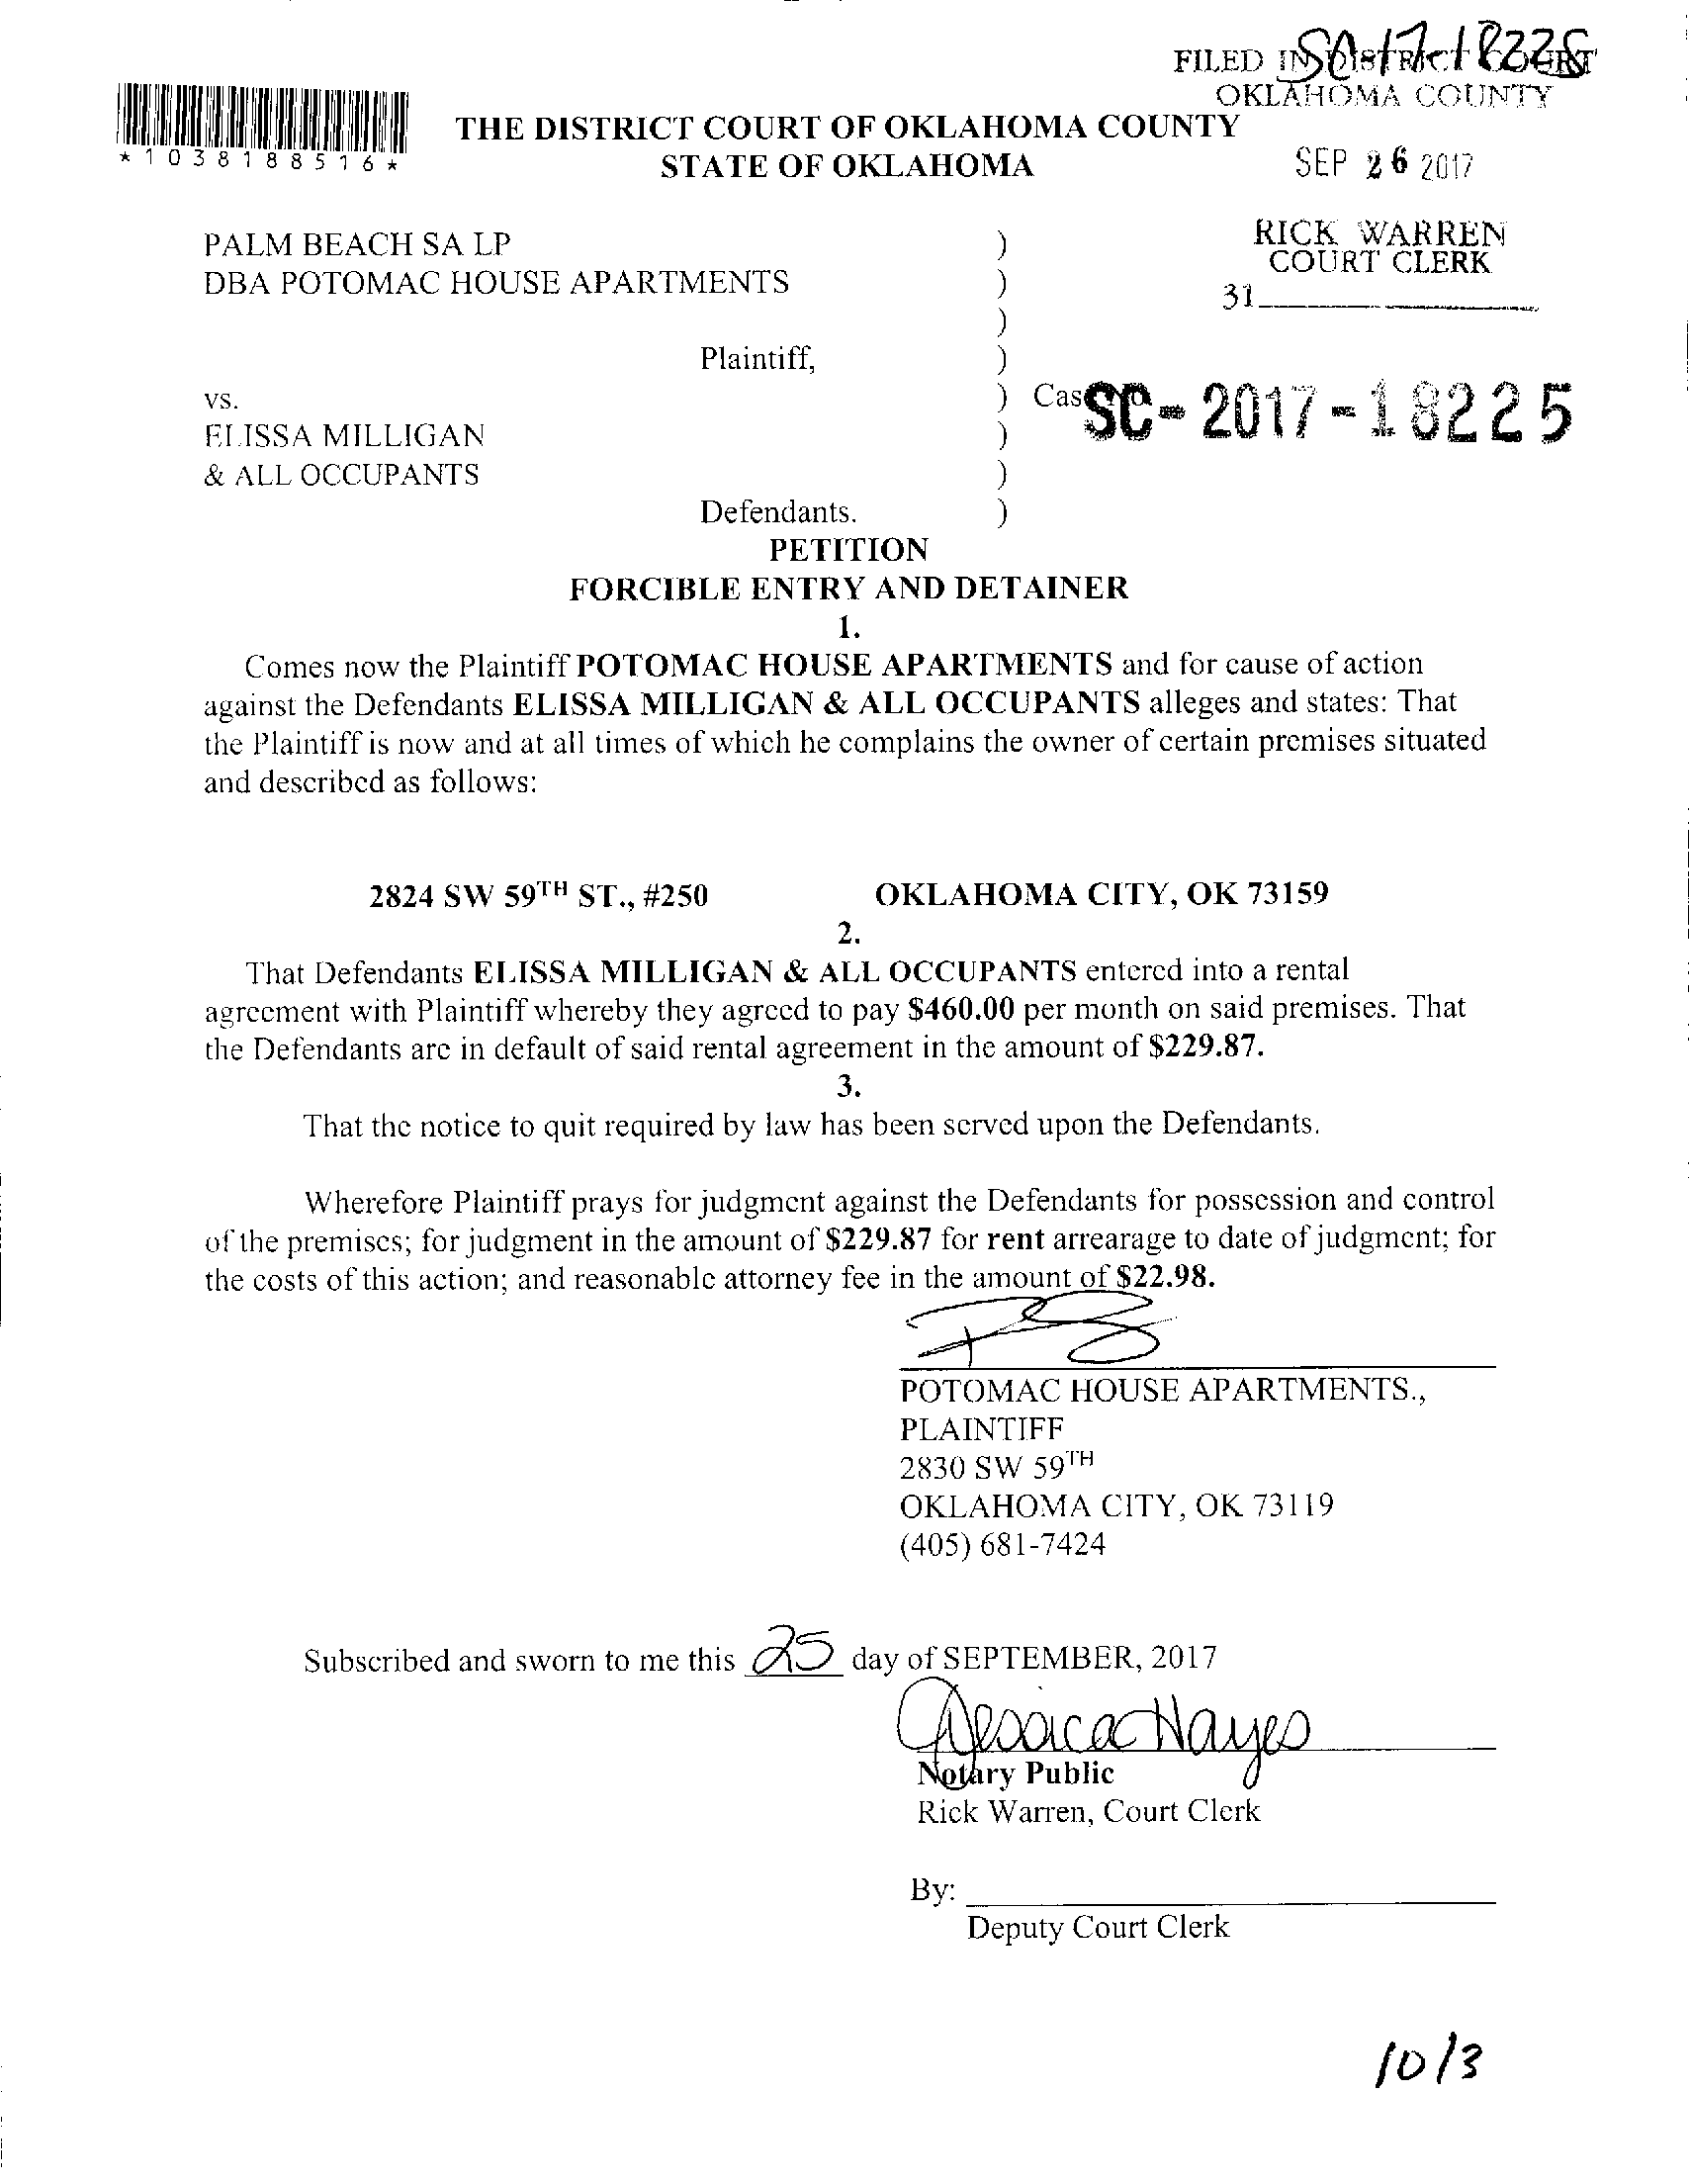 SC-17-18225
FILED IN DISTRICT COURT
OKLAHOMA COUNTY
*1038188516*
THE DISTRICT COURT OF OKLAHOMA COUNTY
STATE OF OKLAHOMA
SEP 26 2017
RICK WARREN
COURT CLERK
31
PALM BEACH SA LP )
DBA POTOMAC HOUSE APARTMENTS )
)
Plaintiff, )
vs. ) Case No. SC-2017-18225
ELISSA MILLIGAN )
& ALL OCCUPANTS )
Defendants. )
PETITION
FORCIBLE ENTRY AND DETAINER
1.
Comes now the Plaintiff POTOMAC HOUSE APARTMENTS and for cause of action
against the Defendants ELISSA MILLIGAN & ALL OCCUPANTS alleges and states: That
the Plaintiff is now and at all times of which he complains the owner of certain premises situated
and described as follows:
2824 SW 59TH ST., #250 OKLAHOMA CITY, OK 73159
2.
That Defendants ELISSA MILLIGAN & ALL OCCUPANTS entered into a rental
agreement with Plaintiff whereby they agreed to pay $460.00 per month on said premises. That
the Defendants are in default of said rental agreement in the amount of $229.87.
3.
That the notice to quit required by law has been served upon the Defendants.
Wherefore Plaintiff prays for judgment against the Defendants for possession and control
of the premises; for judgment in the amount of $229.87 for rent arrearage to date of judgment; for
the costs of this action; and reasonable attorney fee in the amount of $22.98.
POTOMAC HOUSE APARTMENTS.,
PLAINTIFF
2830 SW 59TH
OKLAHOMA CITY, OK 73119
(405) 681-7424
Subscribed and sworn to me this 25 day of SEPTEMBER, 2017
Jessica Hayes
Notary Public
Rick Warren, Court Clerk
By:
Deputy Court Clerk
10/3